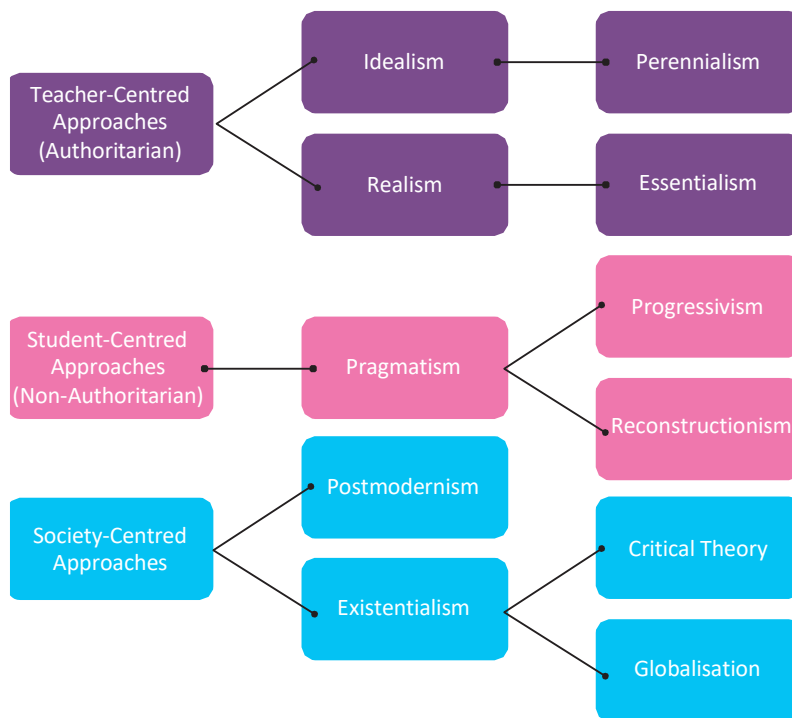 Idealism
Perennialism
Teacher-Centred
Approaches
(Authoritarian)
Realism
Essentialism
Progressivism
Student-Centred
Approaches
(Non-Authoritarian)
Pragmatism
Reconstructionism
Postmodernism
Society-Centred
Approaches
Critical Theory
Existentialism
Globalisation